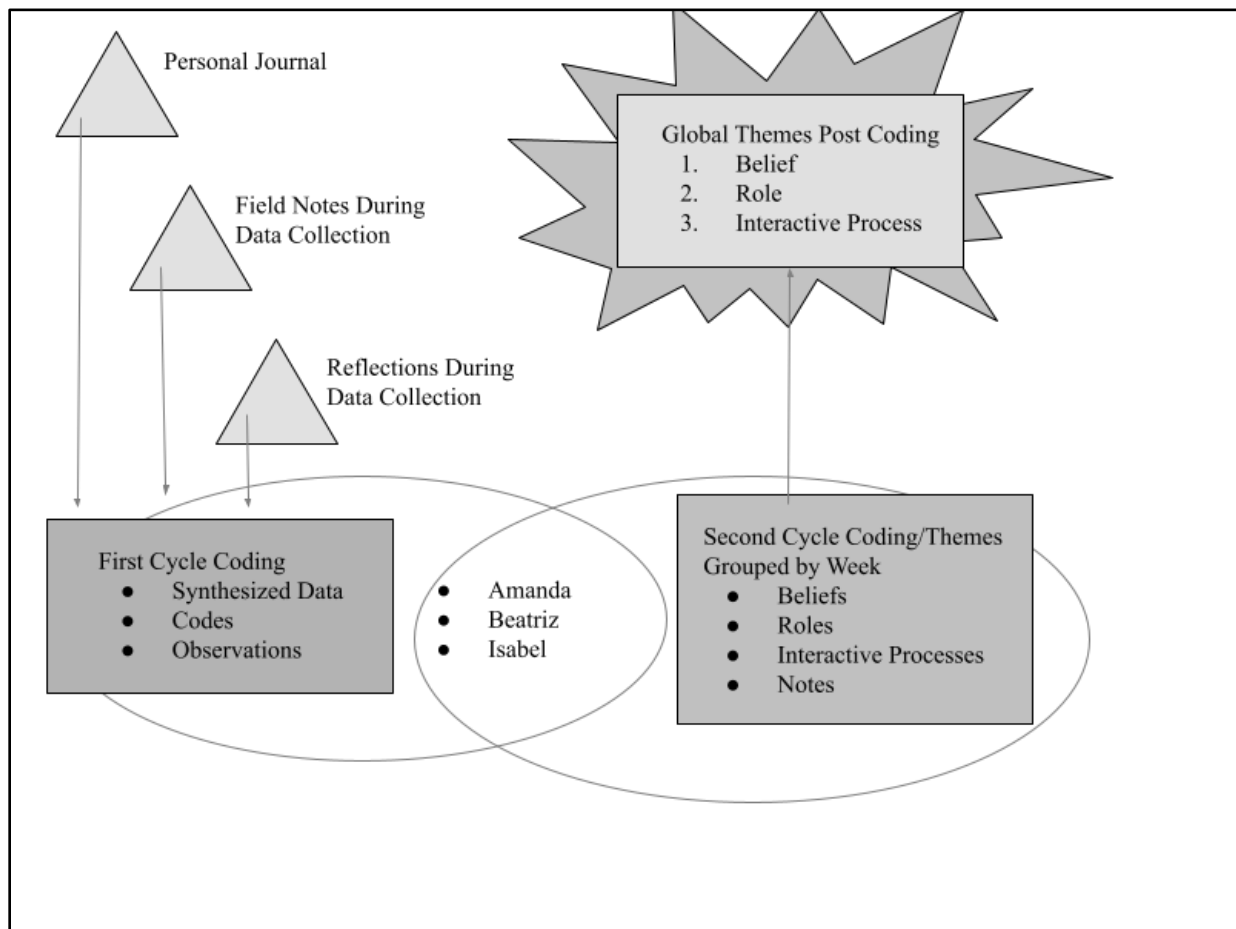 Personal Journal
Field Notes During
Data Collection
Reflections During
Data Collection
Global Themes Post Coding
1. Belief
2. Role
3. Interactive Process
First Cycle Coding
● Synthesized Data
● Codes
● Observations
● Amanda
● Beatriz
● Isabel
Second Cycle Coding/Themes
Grouped by Week
● Beliefs
● Roles
● Interactive Processes
● Notes